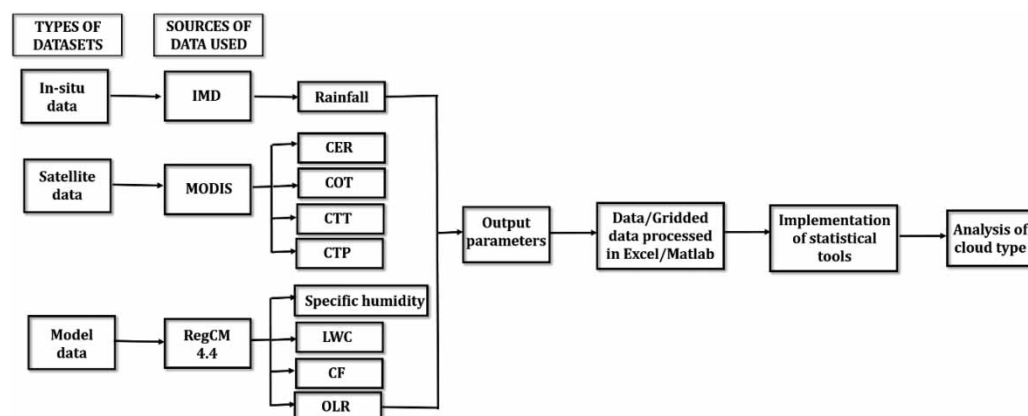 TYPES OF
DATASETS
SOURCES OF
DATA USED
In-situ
data
IMD
Rainfall
Satellite
data
MODIS
CER
COT
CTT
CTP
Model
data
RegCM
4.4
Specific humidity
LWC
CF
OLR
Output
parameters
Data/Gridded
data processed
in Excel/Matlab
Implementation
of statistical
tools
Analysis of
cloud type